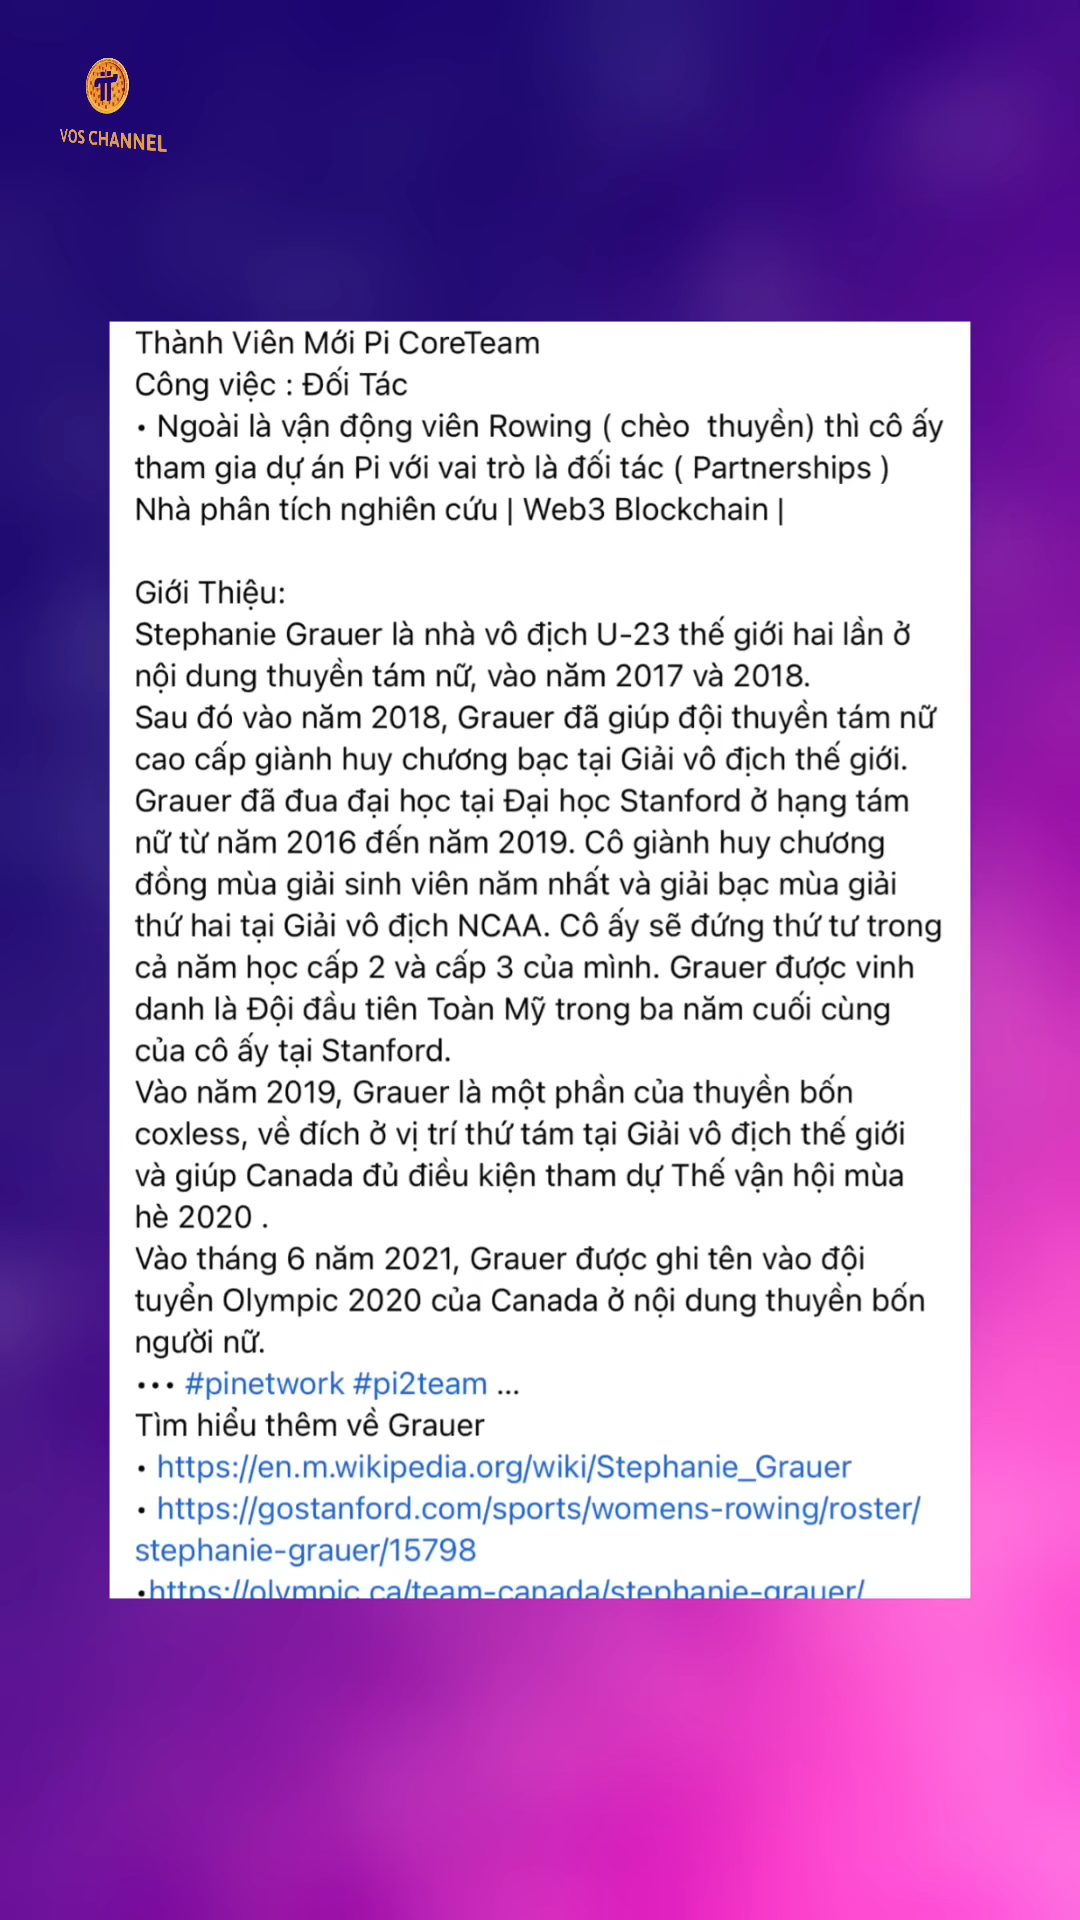 VOS CHANNEL
Thành Viên Mới Pi CoreTeam
Công việc : Đối Tác
• Ngoài là vận động viên Rowing ( chèo  thuyền) thì cô ấy
tham gia dự án Pi với vai trò là đối tác ( Partnerships )
Nhà phân tích nghiên cứu | Web3 Blockchain |
Giới Thiệu:
Stephanie Grauer là nhà vô địch U-23 thế giới hai lần ở
nội dung thuyền tám nữ, vào năm 2017 và 2018.
Sau đó vào năm 2018, Grauer đã giúp đội thuyền tám nữ
cao cấp giành huy chương bạc tại Giải vô địch thế giới.
Grauer đã đua đại học tại Đại học Stanford ở hạng tám
nữ từ năm 2016 đến năm 2019. Cô giành huy chương
đồng mùa giải sinh viên năm nhất và giải bạc mùa giải
thứ hai tại Giải vô địch NCAA. Cô ấy sẽ đứng thứ tư trong
cả năm học cấp 2 và cấp 3 của mình. Grauer được vinh
danh là Đội đầu tiên Toàn Mỹ trong ba năm cuối cùng
của cô ấy tại Stanford.
Vào năm 2019, Grauer là một phần của thuyền bốn
coxless, về đích ở vị trí thứ tám tại Giải vô địch thế giới
và giúp Canada đủ điều kiện tham dự Thế vận hội mùa
hè 2020 .
Vào tháng 6 năm 2021, Grauer được ghi tên vào đội
tuyển Olympic 2020 của Canada ở nội dung thuyền bốn
người nữ.
••• #pinetwork #pi2team ...
Tìm hiểu thêm về Grauer
• https://en.m.wikipedia.org/wiki/Stephanie_Grauer
• https://gostanford.com/sports/womens-rowing/roster/
stephanie-grauer/15798
•https://olympic.ca/team-canada/stephanie-grauer/